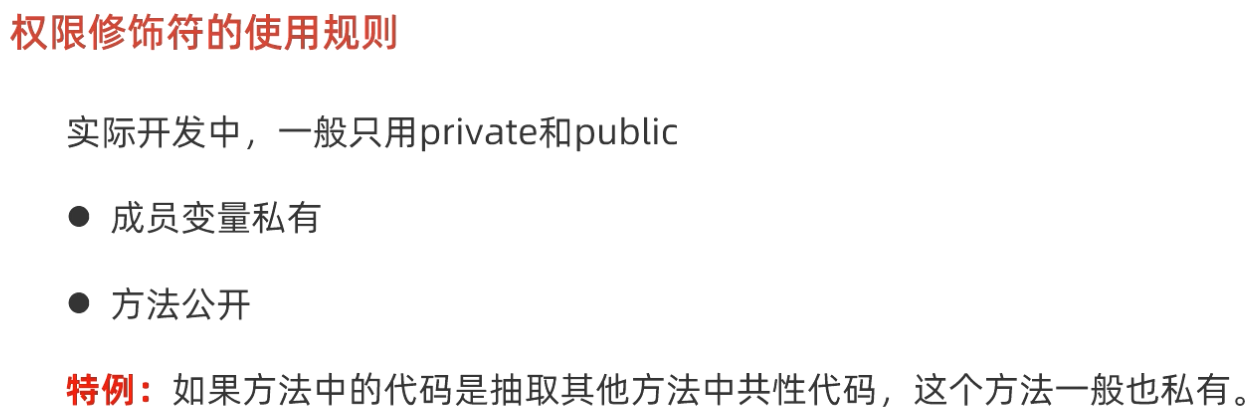 权限修饰符的使用规则
实际开发中，一般只用private和public
● 成员变量私有
● 方法公开
特例：如果方法中的代码是抽取其他方法中共性代码，这个方法一般也私有。